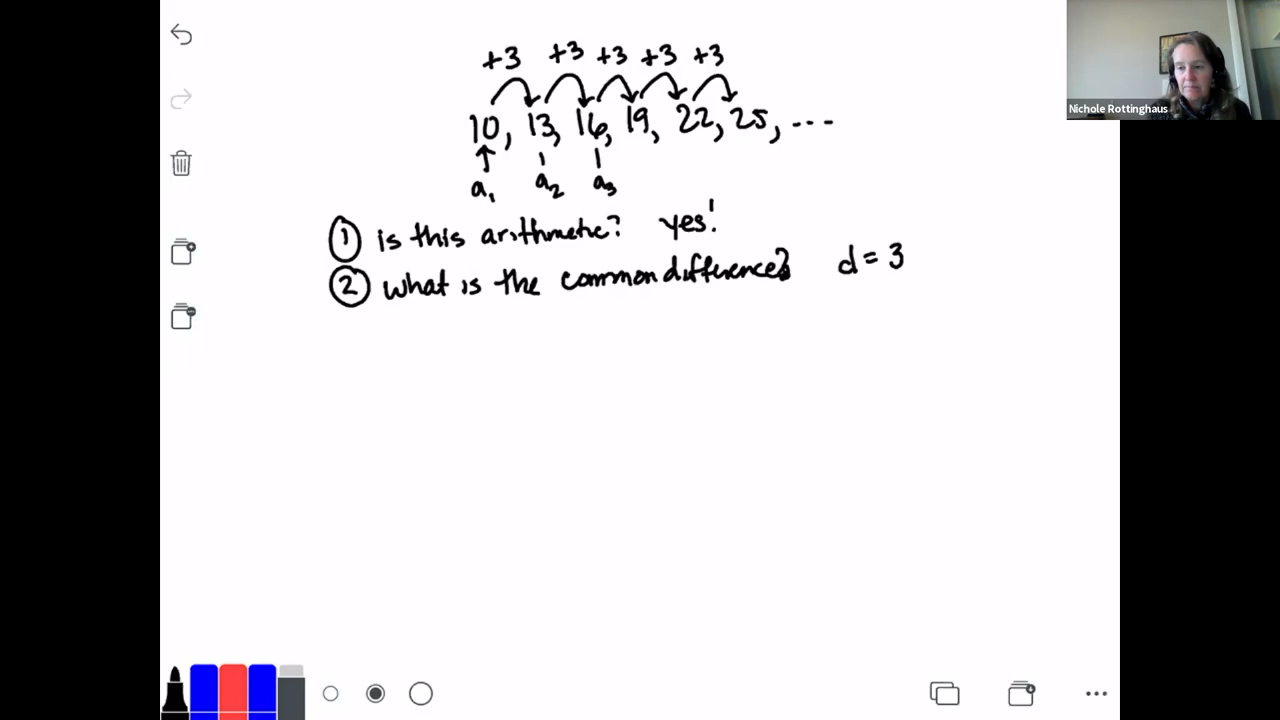 +3 +3 +3 +3 +3
10, 13, 16, 19, 22, 25, ...
a₁ a₂ a₃
① is this arithmetic? yes!
② what is the common difference? d = 3
Nichole Rottinghaus